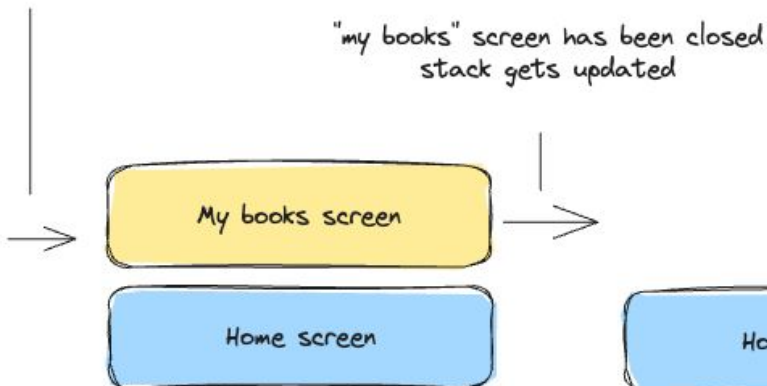 "my books" screen has been closed
stack gets updated
My books screen
Home screen